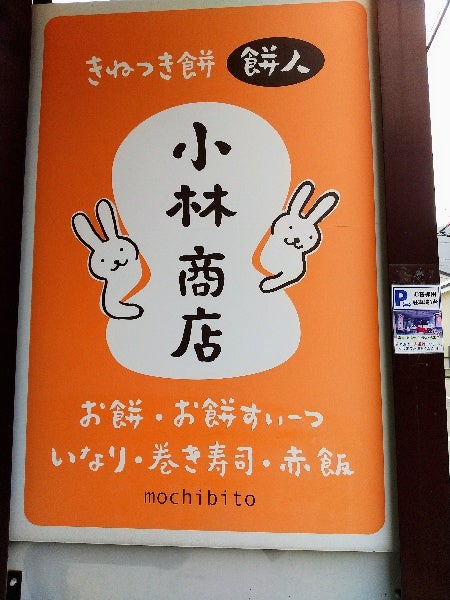 きねつき餅 餅人
小林商店
お餅・お餅すいーつ
いなり・巻き寿司・赤飯
mochibito
P